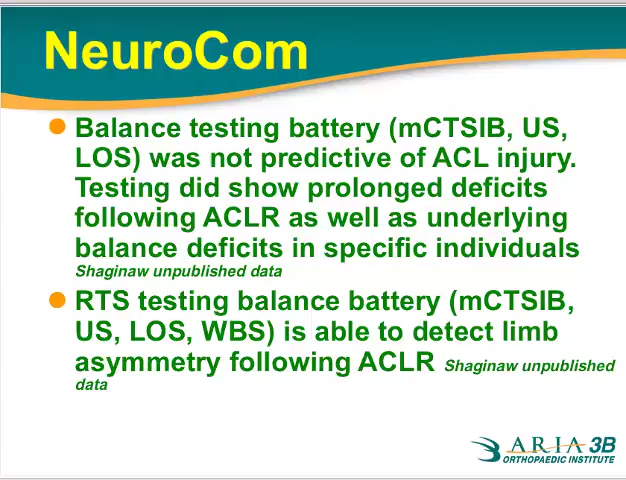 NeuroCom
Balance testing battery (mCTSIB, US,
LOS) was not predictive of ACL injury.
Testing did show prolonged deficits
following ACLR as well as underlying
balance deficits in specific individuals
Shaginaw unpublished data
RTS testing balance battery (mCTSIB,
US, LOS, WBS) is able to detect limb
asymmetry following ACLR Shaginaw unpublished
data
ARIA 3B
ORTHOPAEDIC INSTITUTE